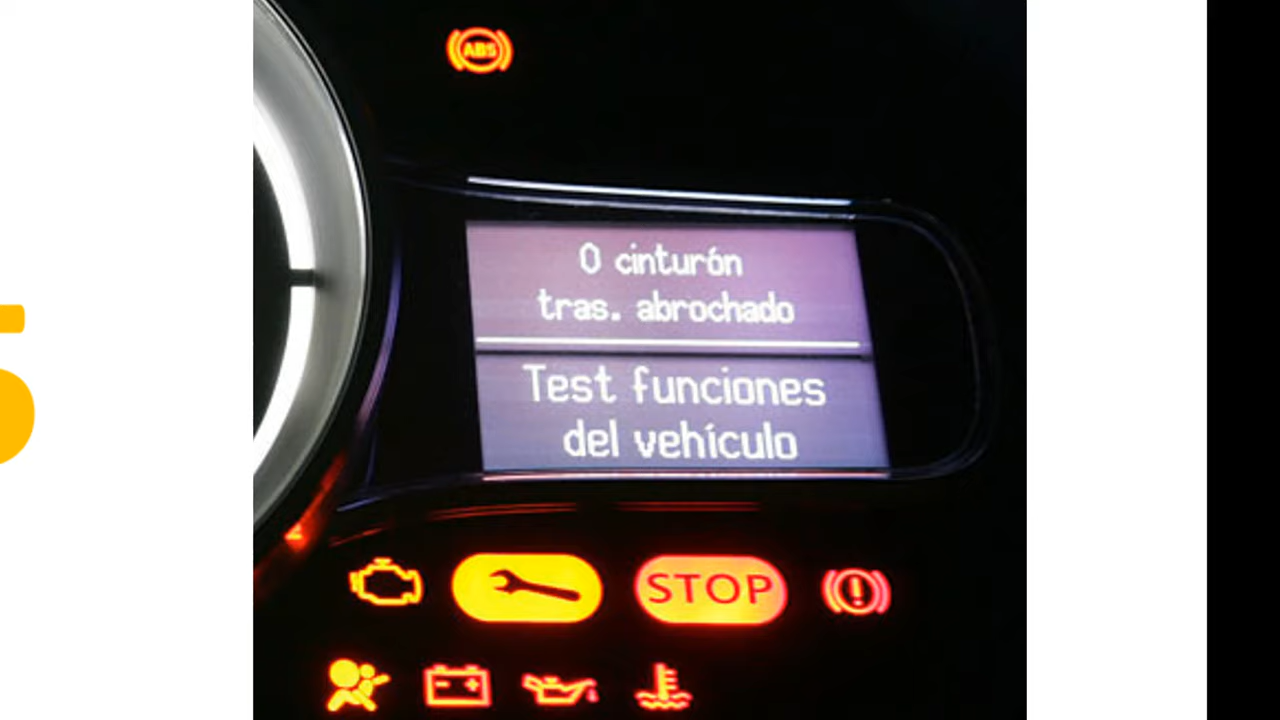 ABS
0 cinturón
tras. abrochado
Test funciones
del vehículo
STOP